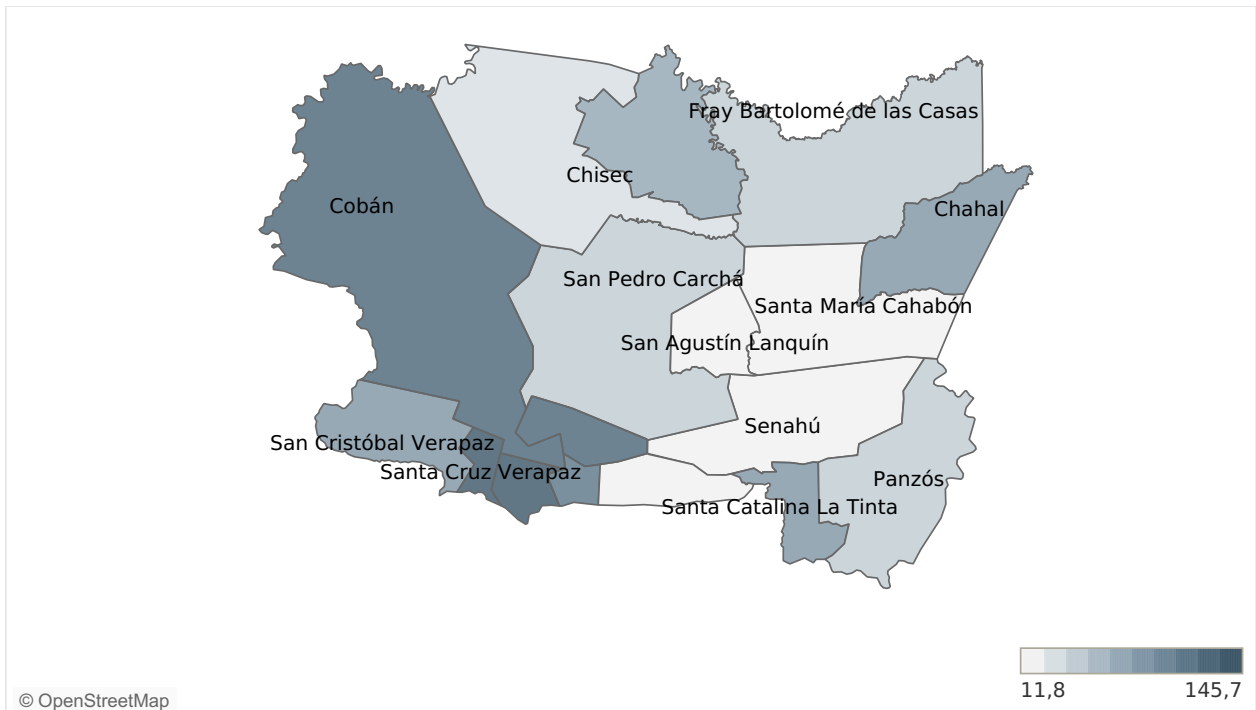 Fray Bartolomé de las Casas
Chisec
Cobán
Chahal
San Pedro Carchá
Santa María Cahabón
San Agustín Lanquín
Senahú
San Cristóbal Verapaz
Santa Cruz Verapaz
Panzós
Santa Catalina La Tinta
11,8 145,7
© OpenStreetMap